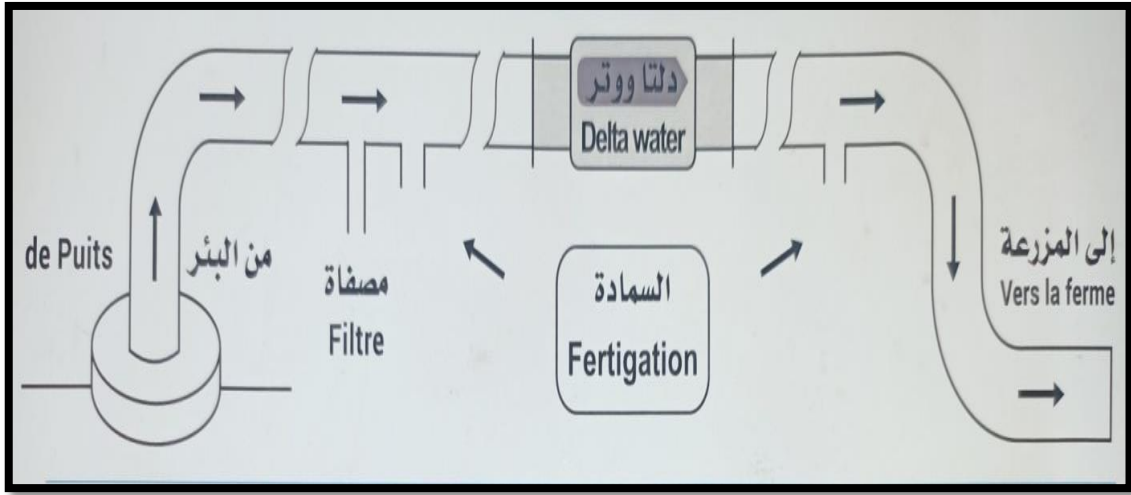 دلتا ووتر
Delta water
de Puits
من البئر
مصفاة
Filtre
السمادة
Fertigation
إلى المزرعة
Vers la ferme